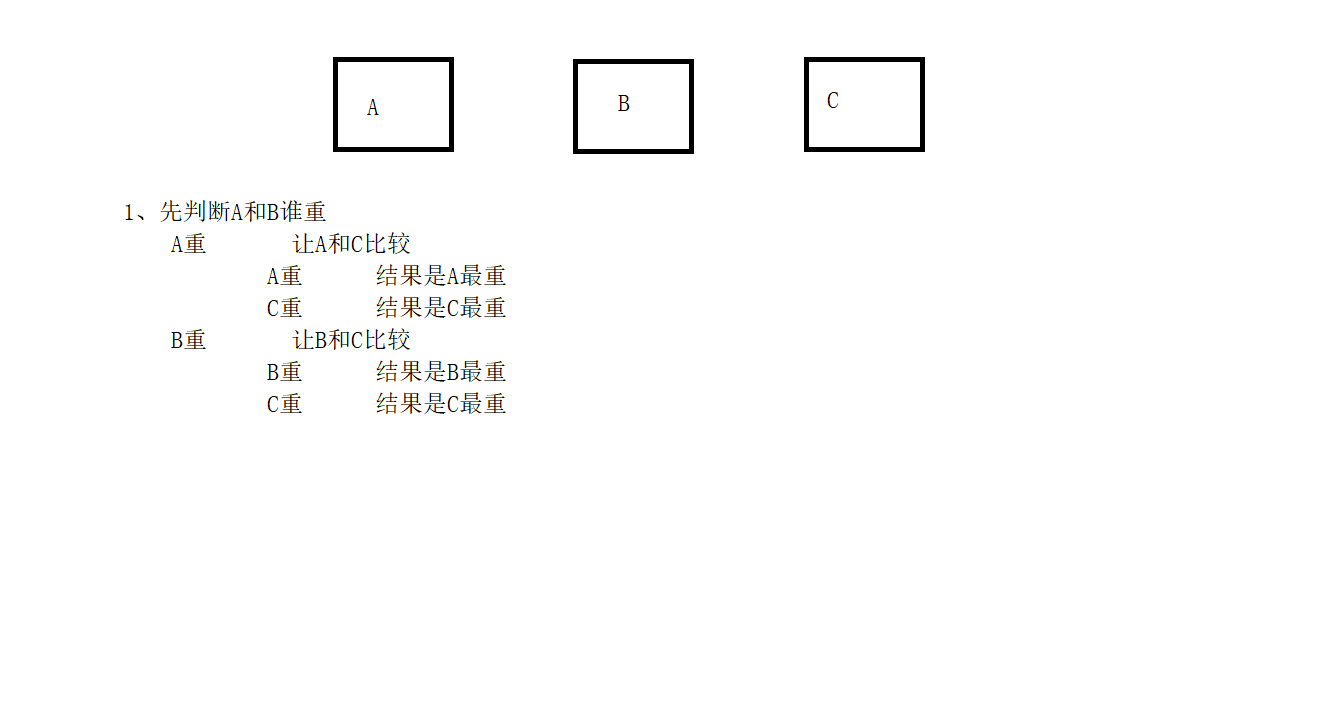 A
B
C
1、先判断A和B谁重
A重 让A和C比较
A重 结果是A最重
C重 结果是C最重
B重 让B和C比较
B重 结果是B最重
C重 结果是C最重